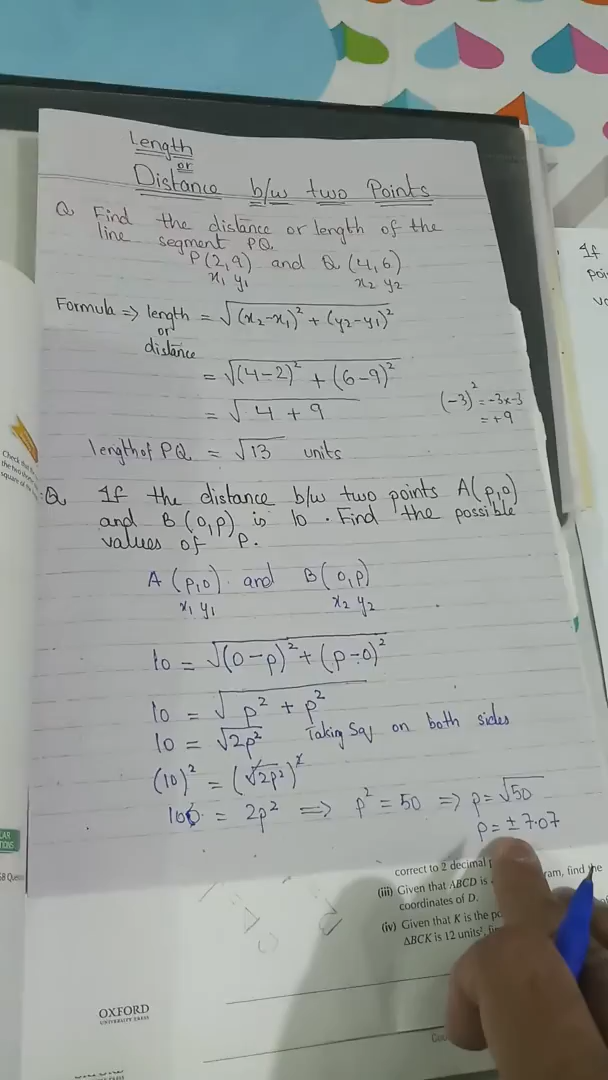 Length
or
Distance b/w two Points
Q Find the distance or length of the
line segment PQ.
P(2,9) and Q(4,6)
x₁ y₁ x₂ y₂
Formula ⇒ length = √(x₂-x₁)² + (y₂-y₁)²
or
distance
= √(4-2)² + (6-9)²
= √4 + 9
(-3)² = -3x-3
= +9
length of PQ = √13 units
Q If the distance b/w two points A(p,0)
and B(0,p) is 10. Find the possible
values of p.
A (p,0) and B(0,p)
x₁ y₁ x₂ y₂
10 = √(0-p)² + (p-0)²
10 = √p² + p²
10 = √2p² Taking Sq on both sides
(10)² = (√2p²)²
100 = 2p² ⇒ p² = 50 ⇒ p = √50
p = ± 7.07
correct to 2 decimal
(iii) Given that ABCD is find the
coordinates of D.
(iv) Given that K is the
ΔBCK is 12 units²,
OXFORD
UNIVERSITY PRESS
If